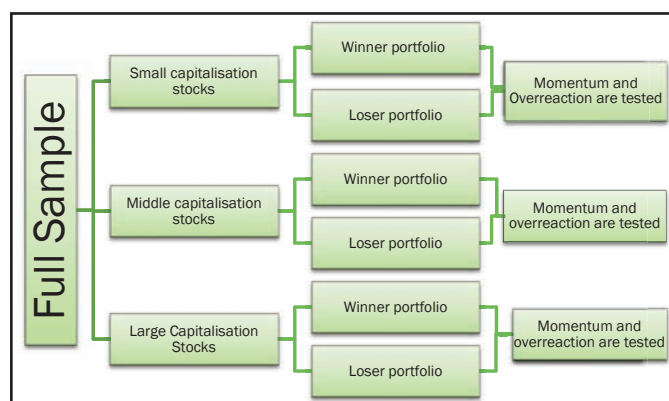 Full Sample
Small capitalisation
stocks
Winner portfolio
Loser portfolio
Momentum and
Overreaction are tested
Middle capitalisation
stocks
Winner portfolio
Loser portfolio
Momentum and
overreaction are tested
Large Capitalisation
Stocks
Winner portfolio
Loser portfolio
Momentum and
overreaction are tested